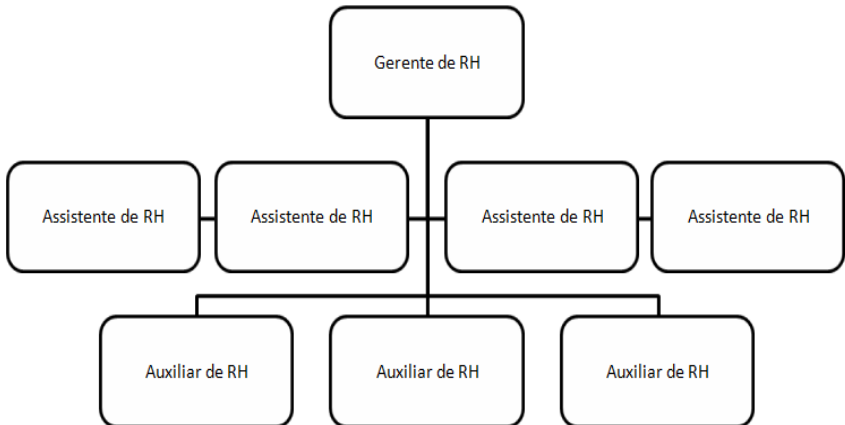 Gerente de RH
Assistente de RH
Assistente de RH
Assistente de RH
Assistente de RH
Auxiliar de RH
Auxiliar de RH
Auxiliar de RH